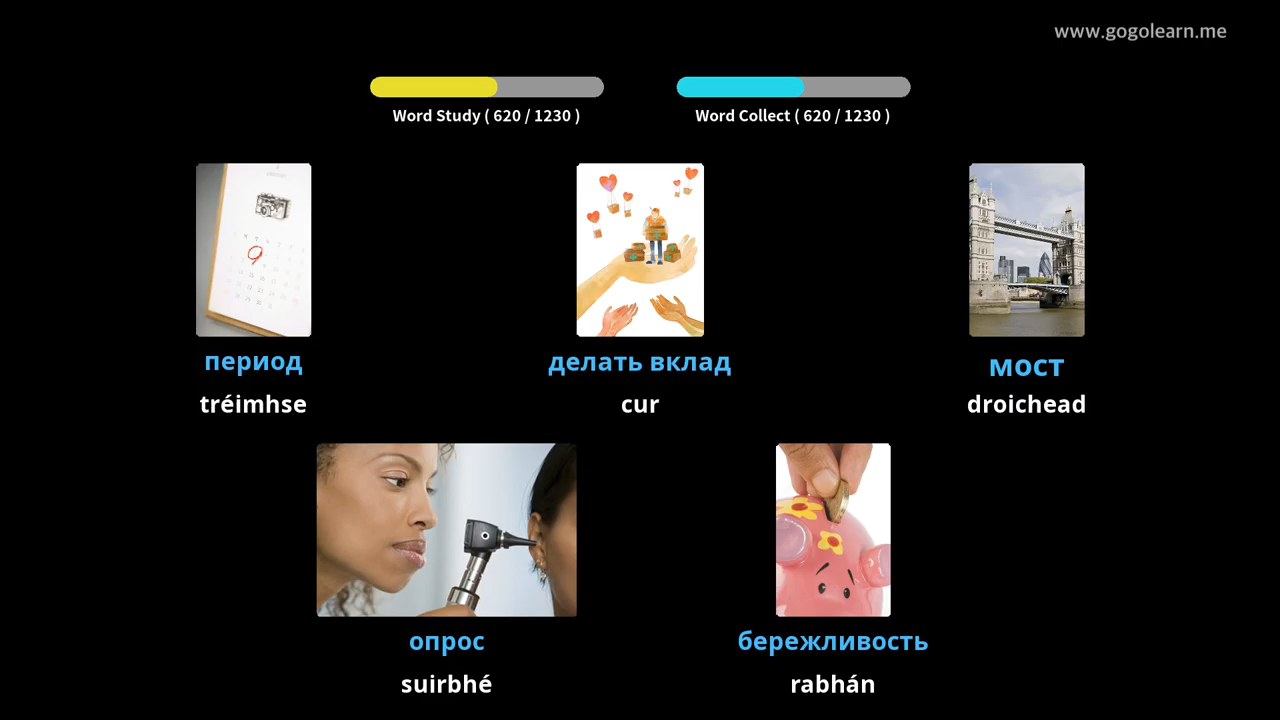 www.gogolearn.me
Word Study ( 620 / 1230 )
Word Collect ( 620 / 1230 )
период
делать вклад
мост
tréimhse
cur
droichead
опрос
бережливость
suirbhé
rabhán